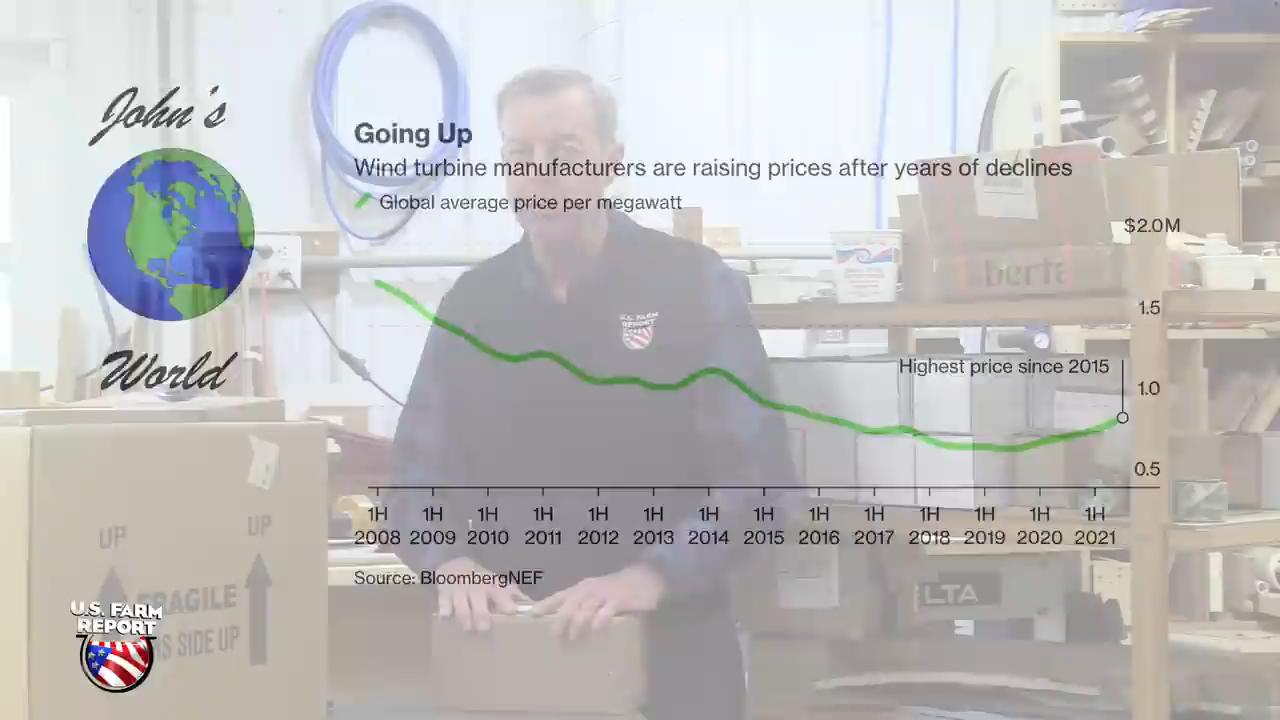 John's
World
Going Up
Wind turbine manufacturers are raising prices after years of declines
Global average price per megawatt
$2.0M
1.5
Highest price since 2015
1.0
0.5
1H 1H 1H 1H 1H 1H 1H 1H 1H 1H 1H 1H 1H 1H
2008 2009 2010 2011 2012 2013 2014 2015 2016 2017 2018 2019 2020 2021
Source: BloombergNEF
U.S. FARM
REPORT
UP UP
FRAGILE
SIDE UP
U.S. FARM
REPORT
LTA